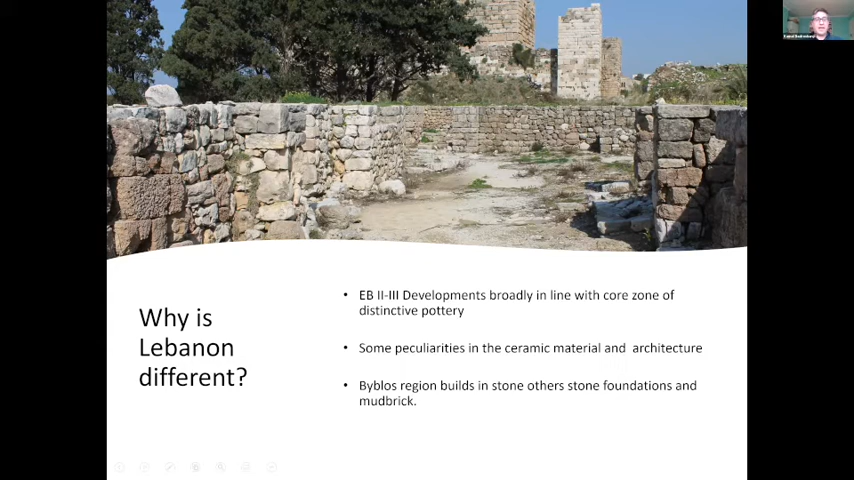 Why is
Lebanon
different?
• EB II-III Developments broadly in line with core zone of
distinctive pottery
• Some peculiarities in the ceramic material and architecture
• Byblos region builds in stone others stone foundations and
mudbrick.